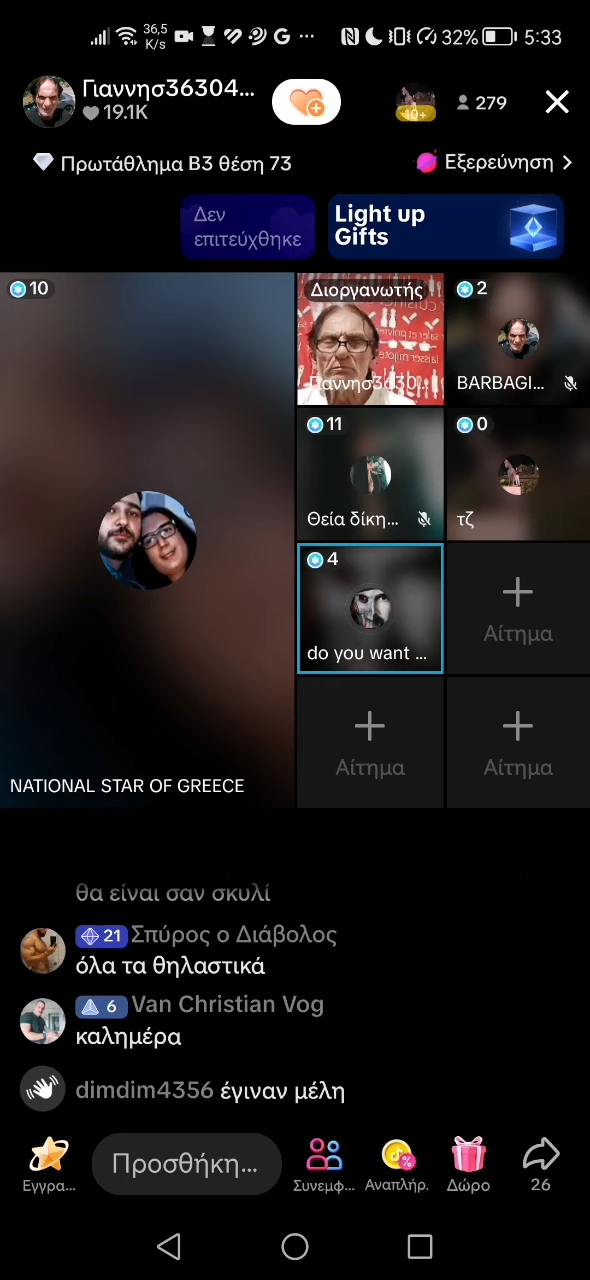 36,5
K/s
32%
5:33
Γιαννησ36304...
19.1K
10+
279
Πρωτάθλημα B3 θέση 73
Εξερεύνηση
Δεν
επιτεύχθηκε
Light up
Gifts
10
Διοργανωτής
Γιαννησ3630...
2
BARBAGI...
11
Θεία δίκη...
0
τζ
4
do you want ...
Αίτημα
Αίτημα
Αίτημα
NATIONAL STAR OF GREECE
θα είναι σαν σκυλί
21 Σπύρος ο Διάβολος
όλα τα θηλαστικά
6 Van Christian Vog
καλημέρα
dimdim4356 έγιναν μέλη
Εγγρα...
Προσθήκη...
Συνεμφ...
Αναπλήρ.
Δώρο
26